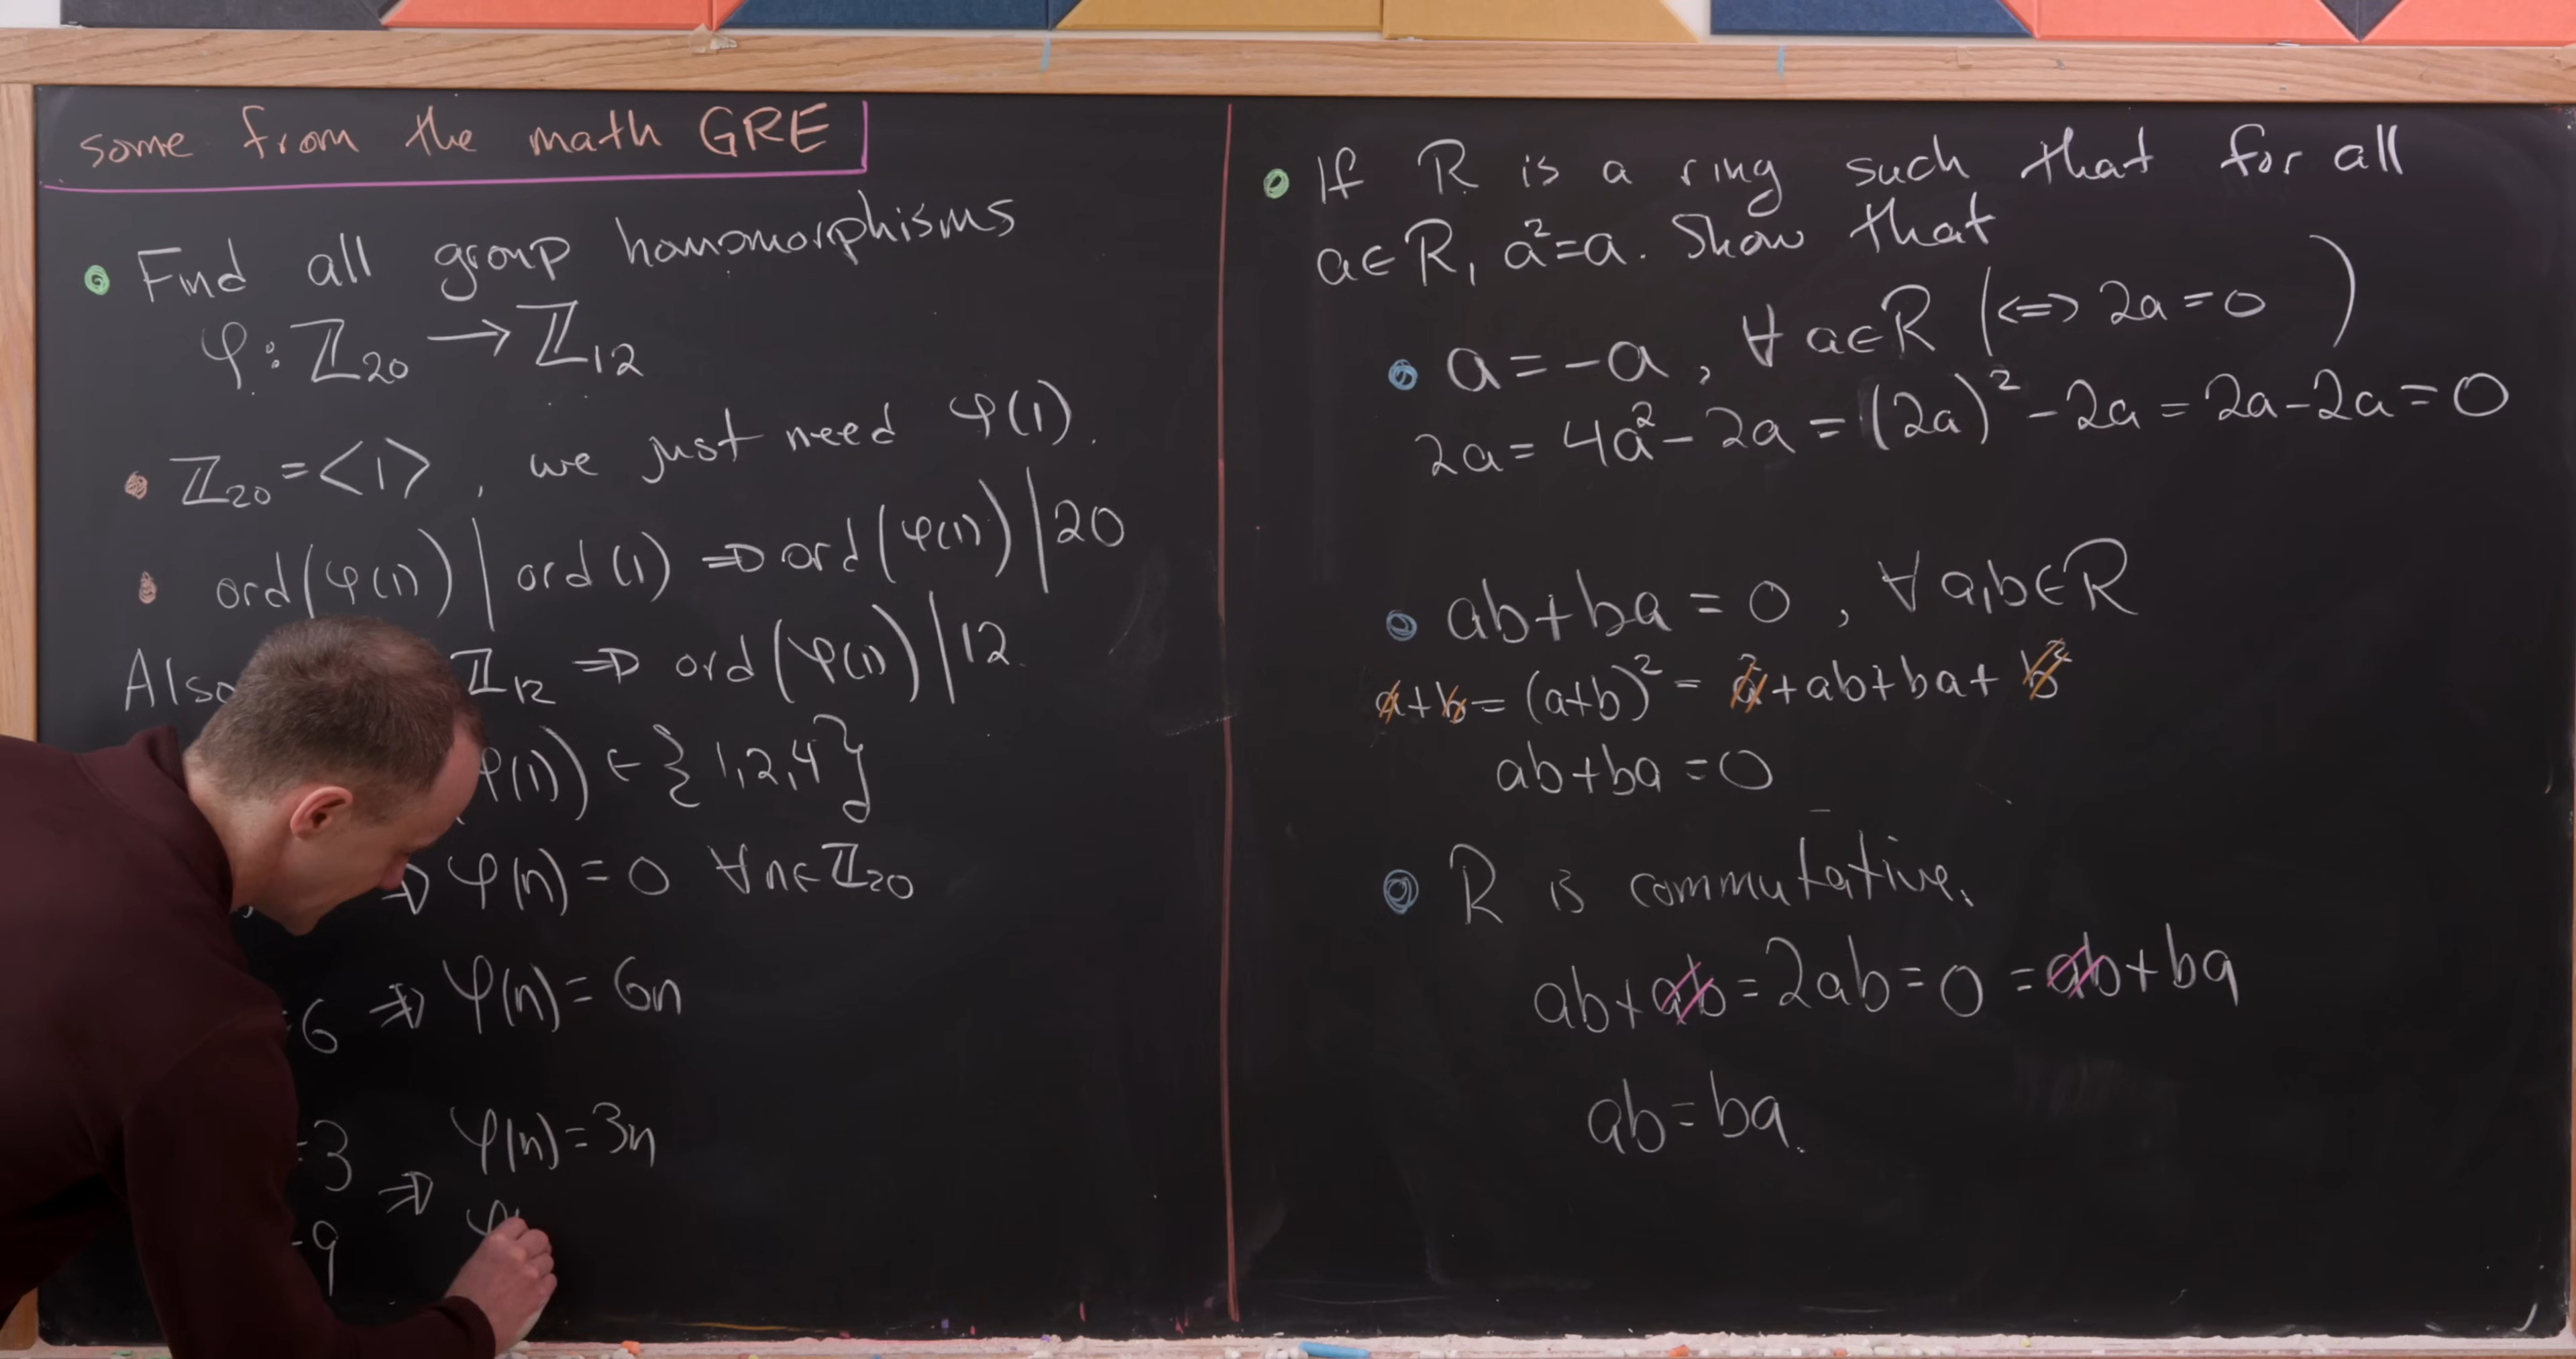 some from the math GRE
Find all group homomorphisms
φ: ℤ₂₀ → ℤ₁₂
ℤ₂₀ = <1>, we just need φ(1).
ord(φ(1)) | ord(1) ⇒ ord(φ(1)) | 20
Also ℤ₁₂ ⇒ ord(φ(1)) | 12.
φ(1)) ∈ {1,2,4}
⇒ φ(n) = 0 ∀n∈ℤ₂₀
=6 ⇒ φ(n) = 6n
=3 ⇒ φ(n) = 3n
=9 φ(
If R is a ring such that for all
a∈R, a²=a. Show that
a = -a, ∀ a∈R (⇔ 2a = 0)
2a = 4a² - 2a = (2a)² - 2a = 2a - 2a = 0
ab+ba = 0, ∀ a,b∈R
a+b = (a+b)² = a²+ab+ba+b²
ab+ba = 0
R is commutative.
ab+ab = 2ab = 0 = ab+ba
ab = ba.